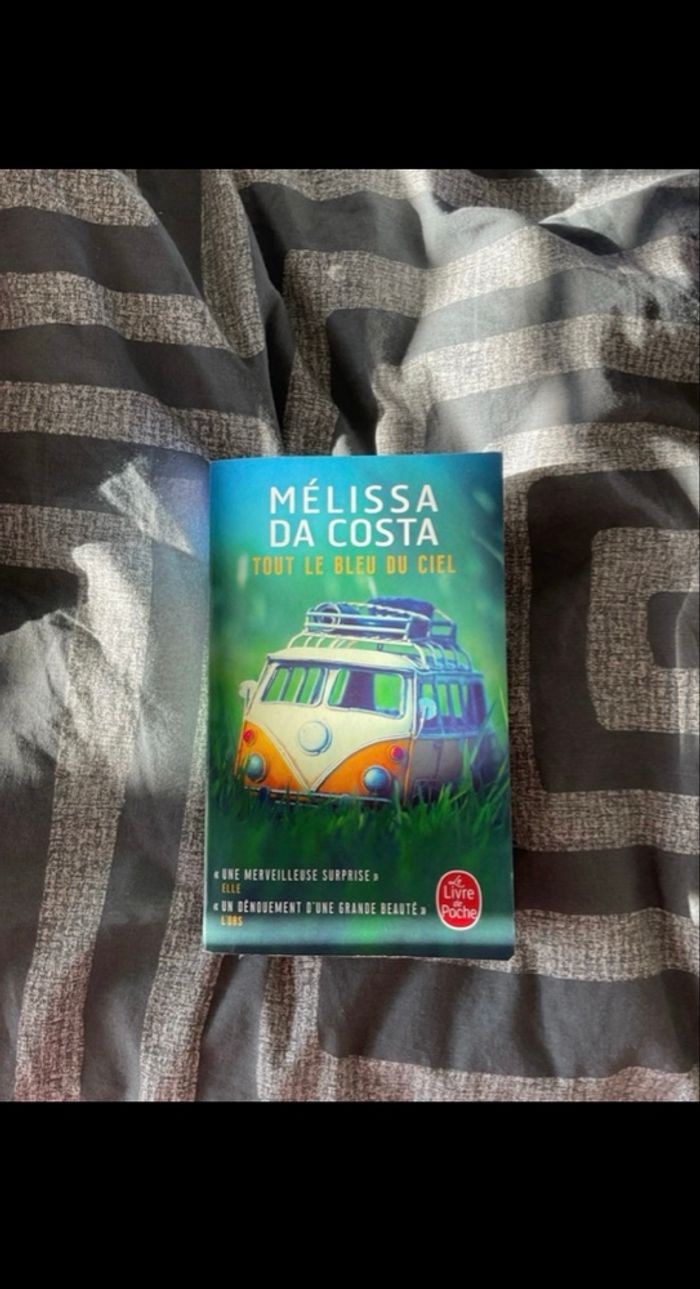 MÉLISSA
DA COSTA
TOUT LE BLEU DU CIEL
« UNE MERVEILLEUSE SURPRISE »
ELLE
« UN DÉNOUEMENT D'UNE GRANDE BEAUTÉ »
L'OBS
Le
Livre
de
Poche